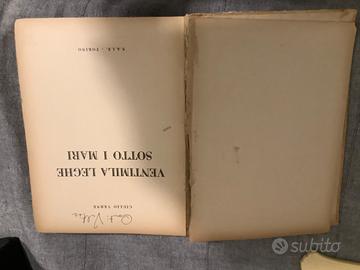 GIULIO VERNE
VENTIMILA LEGHE
SOTTO I MARI
S.A.I.E. - TORINO
subito